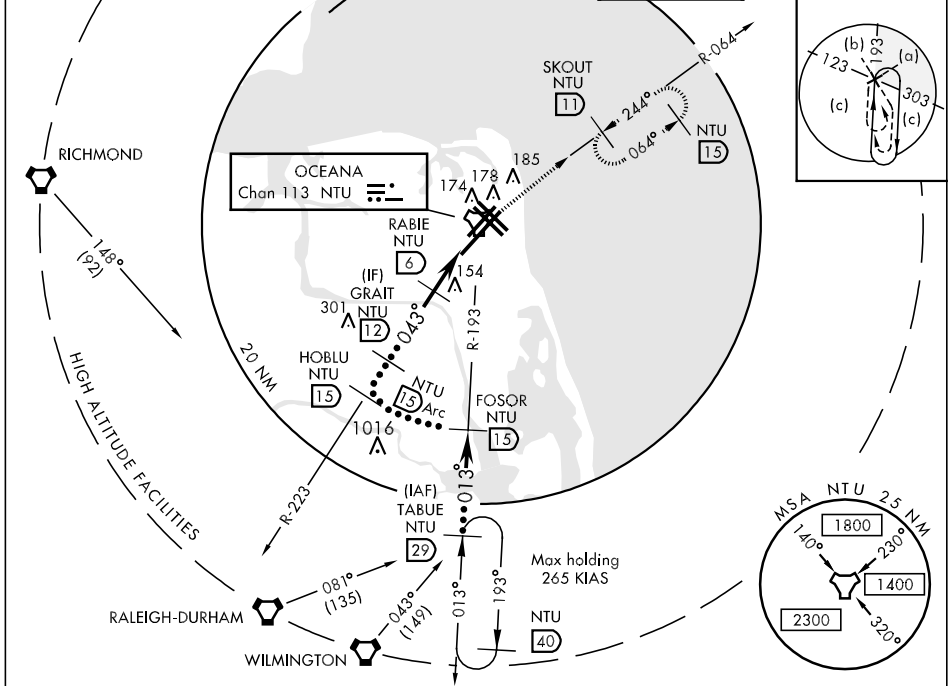 R-064
SKOUT
NTU
11
244°
064°
NTU
15
(b)
193
(a)
123
303
(c)
(c)
RICHMOND
148°
(92)
OCEANA
Chan 113 NTU
174
178
185
RABIE
NTU
6
154
(IF)
GRAIT
NTU
12
301
043°
R-193
20 NM
HOBLU
NTU
15
NTU
15 Arc
FOSOR
NTU
15
1016
HIGH ALTITUDE FACILITIES
R-223
013°
(IAF)
TABUE
NTU
29
Max holding
265 KIAS
081°
(135)
043°
(149)
013°
193°
NTU
40
RALEIGH-DURHAM
WILMINGTON
MSA NTU 25 NM
1800
140°
230°
1400
2300
320°